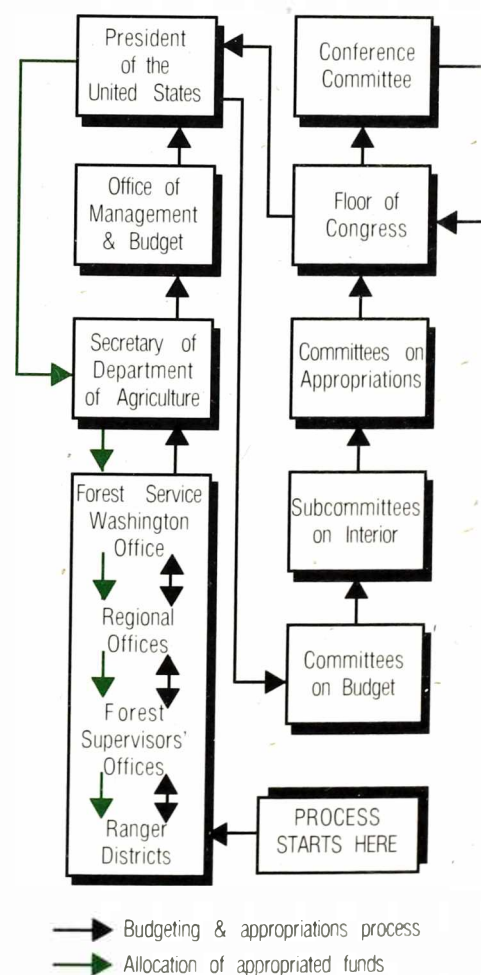 President
of the
United States
Office of
Management
& Budget
Secretary of
Department
of Agriculture
Forest Service
Washington
Office
Regional
Offices
Forest
Supervisors'
Offices
Ranger
Districts
Conference
Committee
Floor of
Congress
Committees on
Appropriations
Subcommittees
on Interior
Committees
on Budget
PROCESS
STARTS HERE
Budgeting & appropriations process
Allocation of appropriated funds